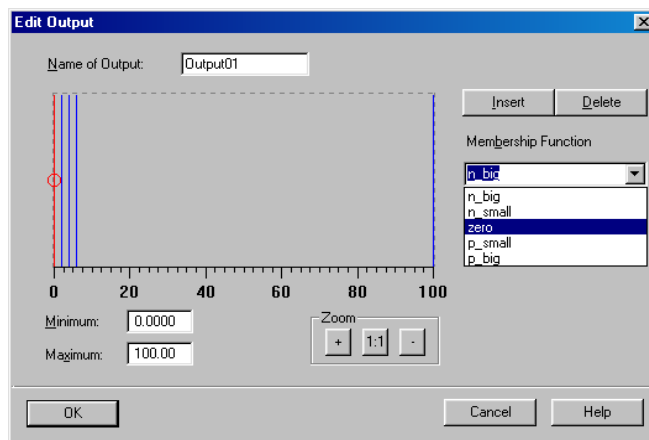 Edit Output
Name of Output: Output01
Insert Delete
Membership Function
n_big
n_big
n_small
zero
p_small
p_big
0 20 40 60 80 100
Minimum: 0.0000
Maximum: 100.00
Zoom
+ 1:1 -
OK Cancel Help